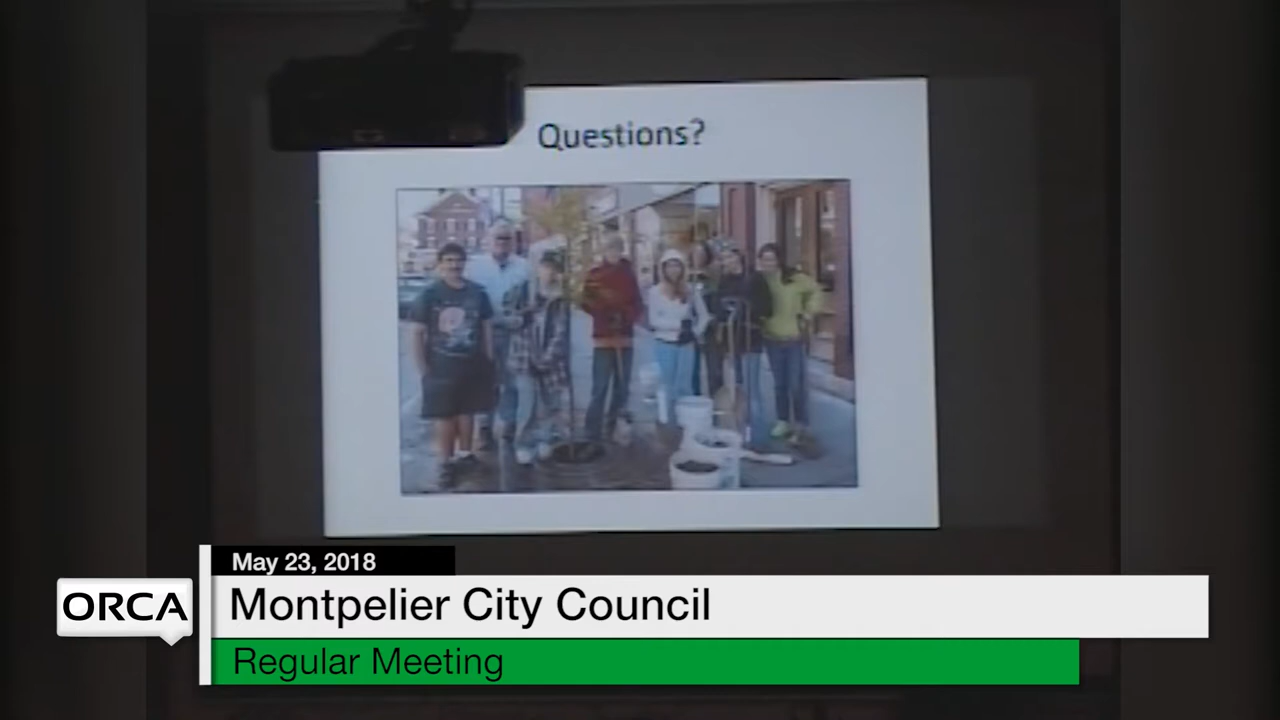 Questions?
May 23, 2018
ORCA
Montpelier City Council
Regular Meeting